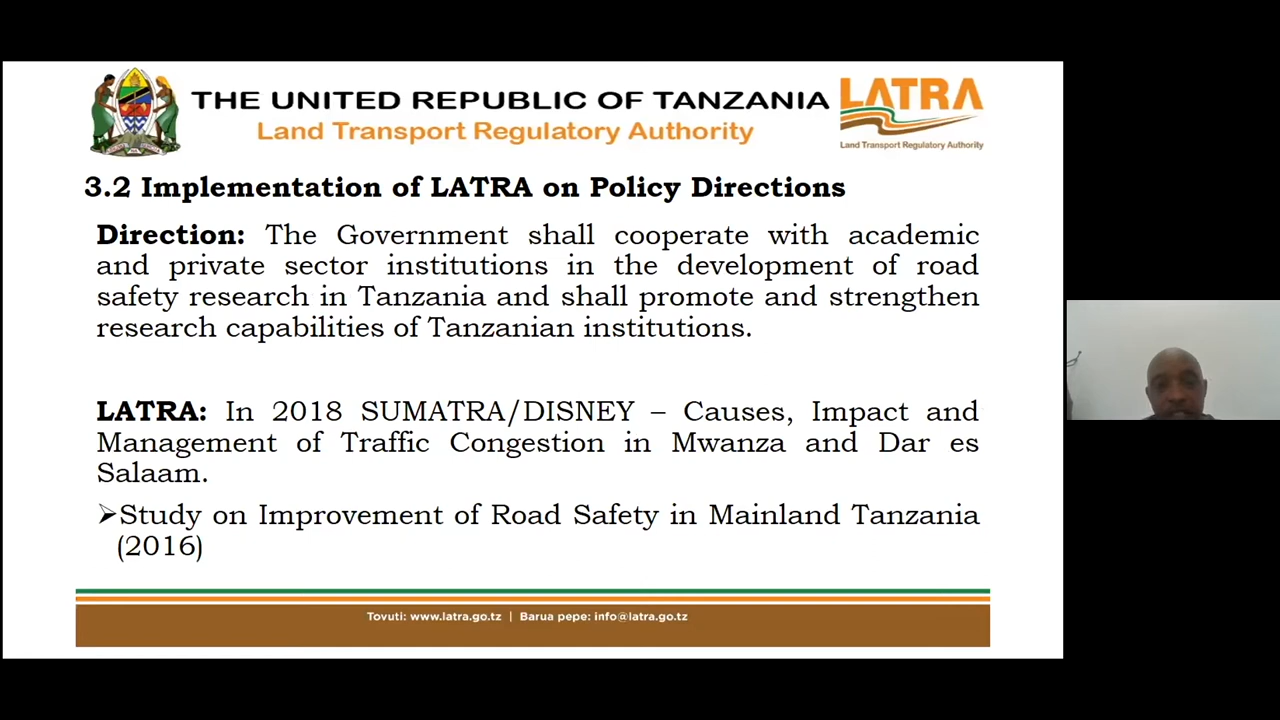 THE UNITED REPUBLIC OF TANZANIA
Land Transport Regulatory Authority
LATRA
Land Transport Regulatory Authority
3.2 Implementation of LATRA on Policy Directions
Direction: The Government shall cooperate with academic
and private sector institutions in the development of road
safety research in Tanzania and shall promote and strengthen
research capabilities of Tanzanian institutions.
LATRA: In 2018 SUMATRA/DISNEY – Causes, Impact and
Management of Traffic Congestion in Mwanza and Dar es
Salaam.
➢Study on Improvement of Road Safety in Mainland Tanzania
(2016)
Tovuti: www.latra.go.tz | Barua pepe: info@latra.go.tz